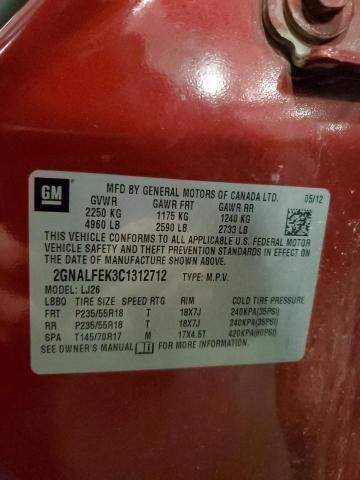 GM
MFD BY GENERAL MOTORS OF CANADA LTD.
05/12
GVWR GAWR FRT GAWR RR
2250 KG 1175 KG 1240 KG
4960 LB 2590 LB 2733 LB
THIS VEHICLE CONFORMS TO ALL APPLICABLE U.S. FEDERAL MOTOR
VEHICLE SAFETY AND THEFT PREVENTION STANDARDS IN EFFECT ON
THE DATE OF MANUFACTURE SHOWN ABOVE.
2GNALFEK3C1312712 TYPE: M.P.V.
MODEL: LJ26
LBBQ TIRE SIZE SPEED RTG RIM COLD TIRE PRESSURE
FRT P235/55R18 T 18X7J 240KPA(35PSI)
RR P235/55R18 T 18X7J 240KPA(35PSI)
SPA T145/70R17 M 17X4.5T 420KPA(60PSI)
SEE OWNER'S MANUAL FOR MORE INFORMATION.